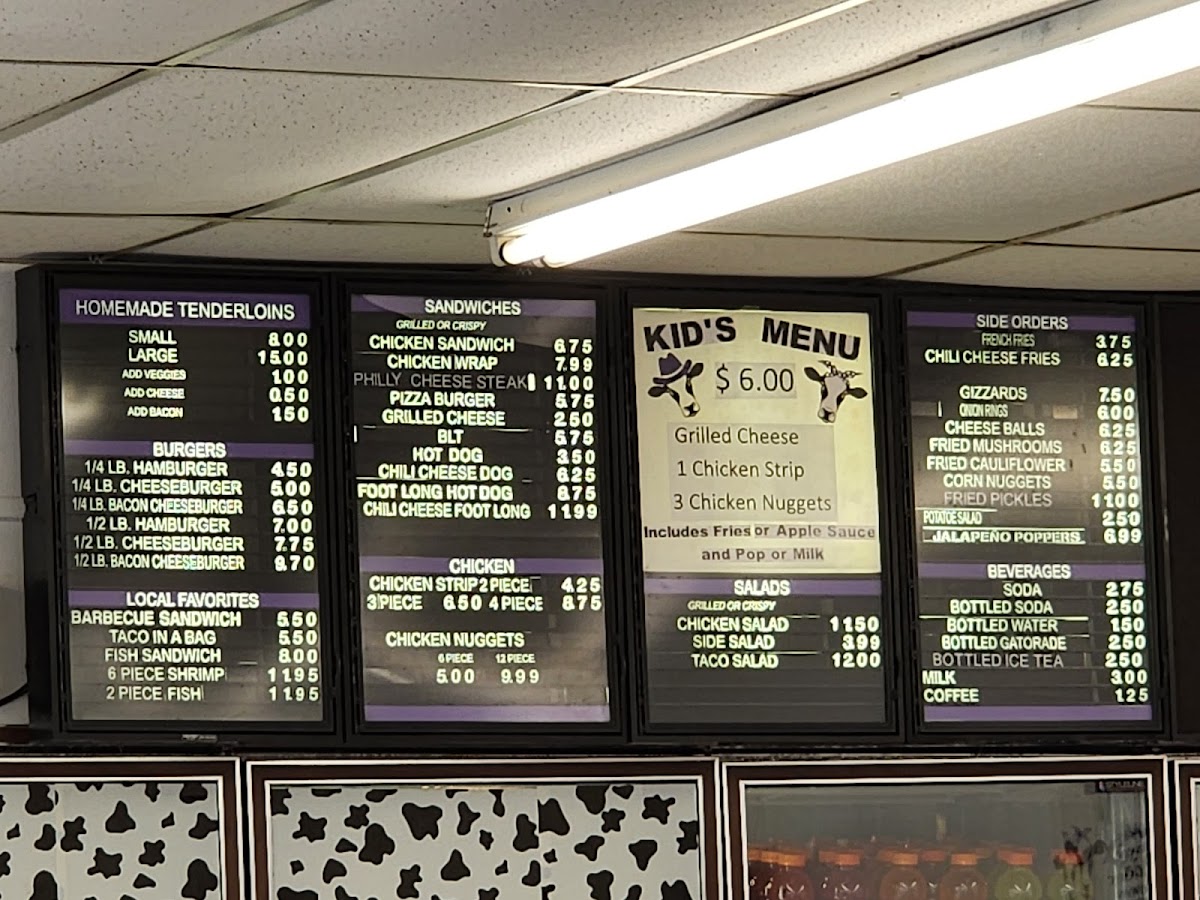 HOMEMADE TENDERLOINS
SMALL 8.00
LARGE 15.00
ADD VEGGIES 1.00
ADD CHEESE 0.50
ADD BACON 1.50
BURGERS
1/4 LB. HAMBURGER 4.50
1/4 LB. CHEESEBURGER 5.00
1/4 LB. BACON CHEESEBURGER 6.50
1/2 LB. HAMBURGER 7.00
1/2 LB. CHEESEBURGER 7.75
1/2 LB. BACON CHEESEBURGER 9.70
LOCAL FAVORITES
BARBECUE SANDWICH 5.50
TACO IN A BAG 5.50
FISH SANDWICH 8.00
6 PIECE SHRIMP 11.95
2 PIECE FISH 11.95
SANDWICHES
GRILLED OR CRISPY
CHICKEN SANDWICH 6.75
CHICKEN WRAP 7.99
PHILLY CHEESE STEAK 11.00
PIZZA BURGER 5.75
GRILLED CHEESE 2.50
BLT 5.75
HOT DOG 3.50
CHILI CHEESE DOG 6.25
FOOT LONG HOT DOG 8.75
CHILI CHEESE FOOT LONG 11.99
CHICKEN
CHICKEN STRIP 2 PIECE 4.25
3 PIECE 6.50 4 PIECE 8.75
CHICKEN NUGGETS
6 PIECE 12 PIECE
5.00 9.99
KID'S MENU
$ 6.00
Grilled Cheese
1 Chicken Strip
3 Chicken Nuggets
Includes Fries or Apple Sauce
and Pop or Milk
SALADS
GRILLED OR CRISPY
CHICKEN SALAD 11.50
SIDE SALAD 3.99
TACO SALAD 12.00
SIDE ORDERS
FRENCH FRIES 3.75
CHILI CHEESE FRIES 6.25
GIZZARDS 7.50
ONION RINGS 6.00
CHEESE BALLS 6.25
FRIED MUSHROOMS 6.25
FRIED CAULIFLOWER 5.50
CORN NUGGETS 5.50
FRIED PICKLES 11.00
POTATOE SALAD 2.50
JALAPEÑO POPPERS 6.99
BEVERAGES
SODA 2.75
BOTTLED SODA 2.50
BOTTLED WATER 1.50
BOTTLED GATORADE 2.50
BOTTLED ICE TEA 2.50
MILK 3.00
COFFEE 1.25